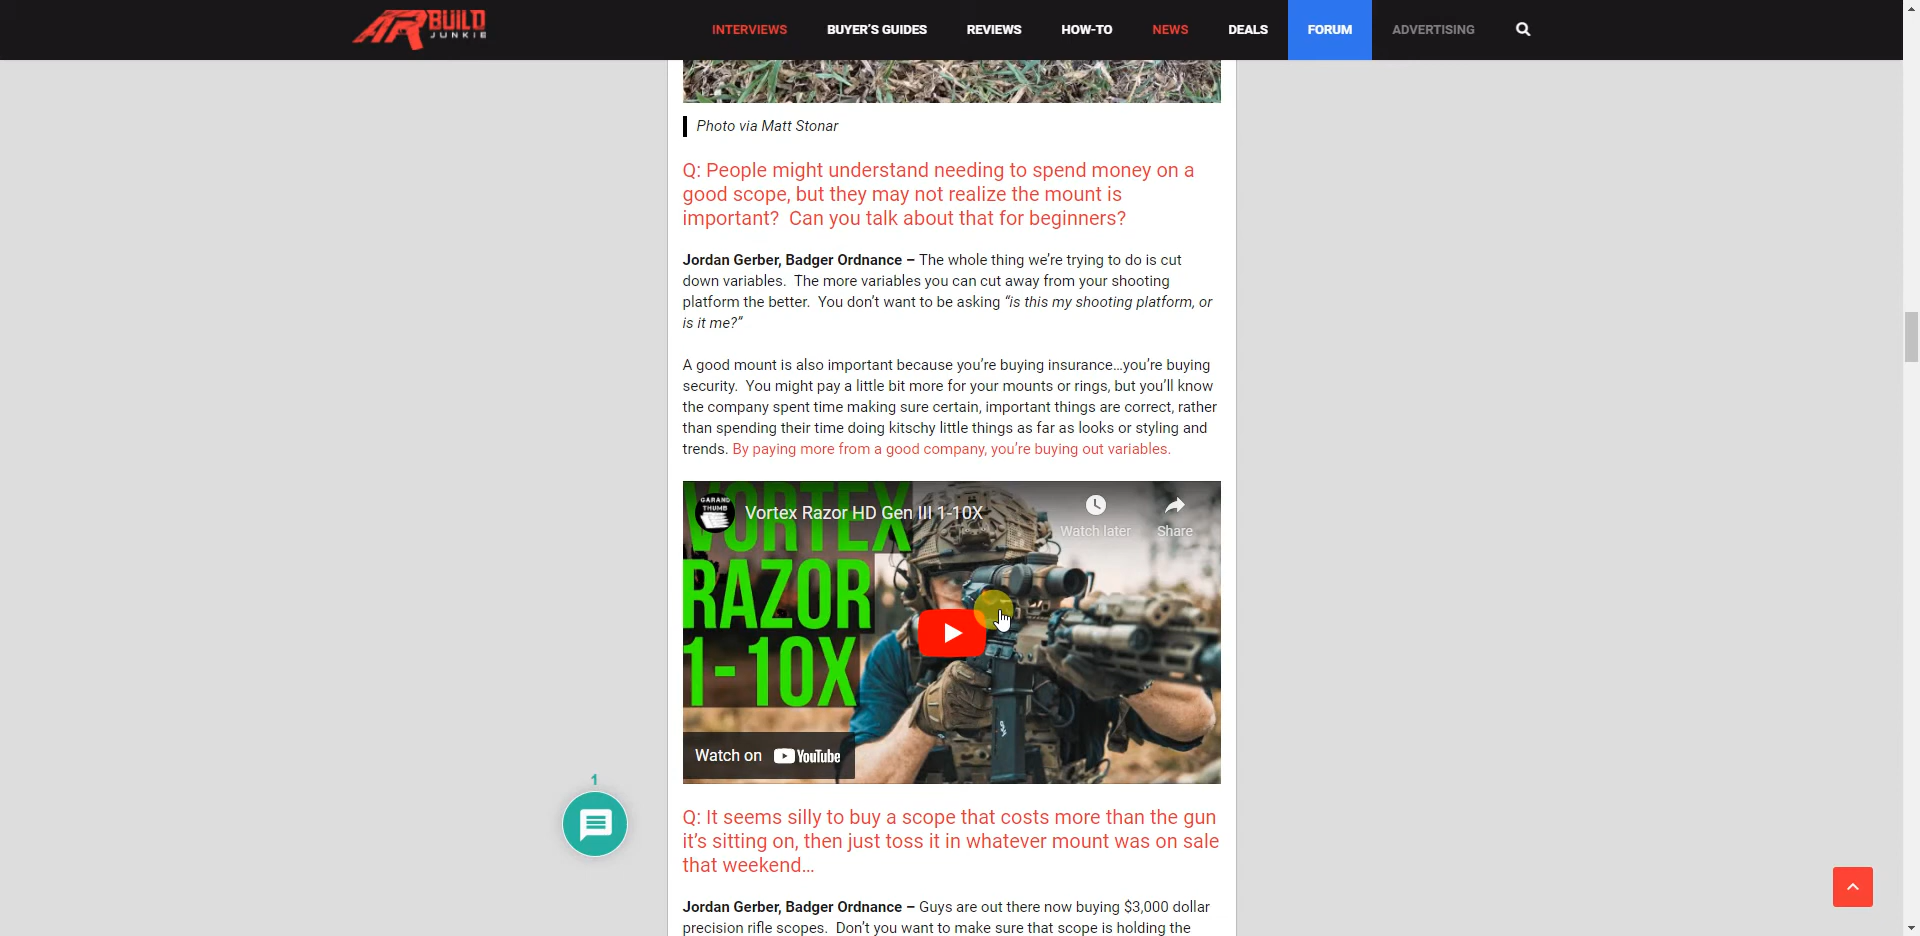 AR BUILD
JUNKIE
INTERVIEWS BUYER'S GUIDES REVIEWS HOW-TO NEWS DEALS FORUM ADVERTISING
Photo via Matt Stonar
Q: People might understand needing to spend money on a
good scope, but they may not realize the mount is
important?  Can you talk about that for beginners?
Jordan Gerber, Badger Ordnance – The whole thing we're trying to do is cut
down variables.  The more variables you can cut away from your shooting
platform the better.  You don't want to be asking "is this my shooting platform, or
is it me?"
A good mount is also important because you're buying insurance…you're buying
security.  You might pay a little bit more for your mounts or rings, but you'll know
the company spent time making sure certain, important things are correct, rather
than spending their time doing kitschy little things as far as looks or styling and
trends. By paying more from a good company, you're buying out variables.
GARAND
THUMB
Vortex Razor HD Gen III 1-10X
Watch later Share
VORTEX
RAZOR
1-10X
Watch on YouTube
1
Q: It seems silly to buy a scope that costs more than the gun
it's sitting on, then just toss it in whatever mount was on sale
that weekend…
Jordan Gerber, Badger Ordnance – Guys are out there now buying $3,000 dollar
precision rifle scopes.  Don't you want to make sure that scope is holding the